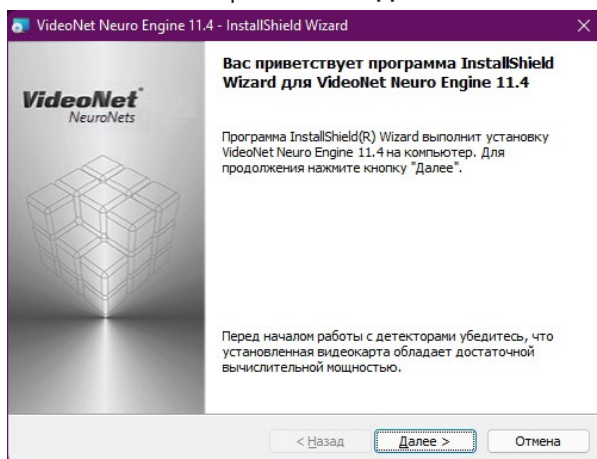 VideoNet Neuro Engine 11.4 - InstallShield Wizard
Вас приветствует программа InstallShield
Wizard для VideoNet Neuro Engine 11.4
VideoNet
NeuroNets
Программа InstallShield(R) Wizard выполнит установку
VideoNet Neuro Engine 11.4 на компьютер. Для
продолжения нажмите кнопку "Далее".
Перед началом работы с детекторами убедитесь, что
установленная видеокарта обладает достаточной
вычислительной мощностью.
< Назад Далее > Отмена